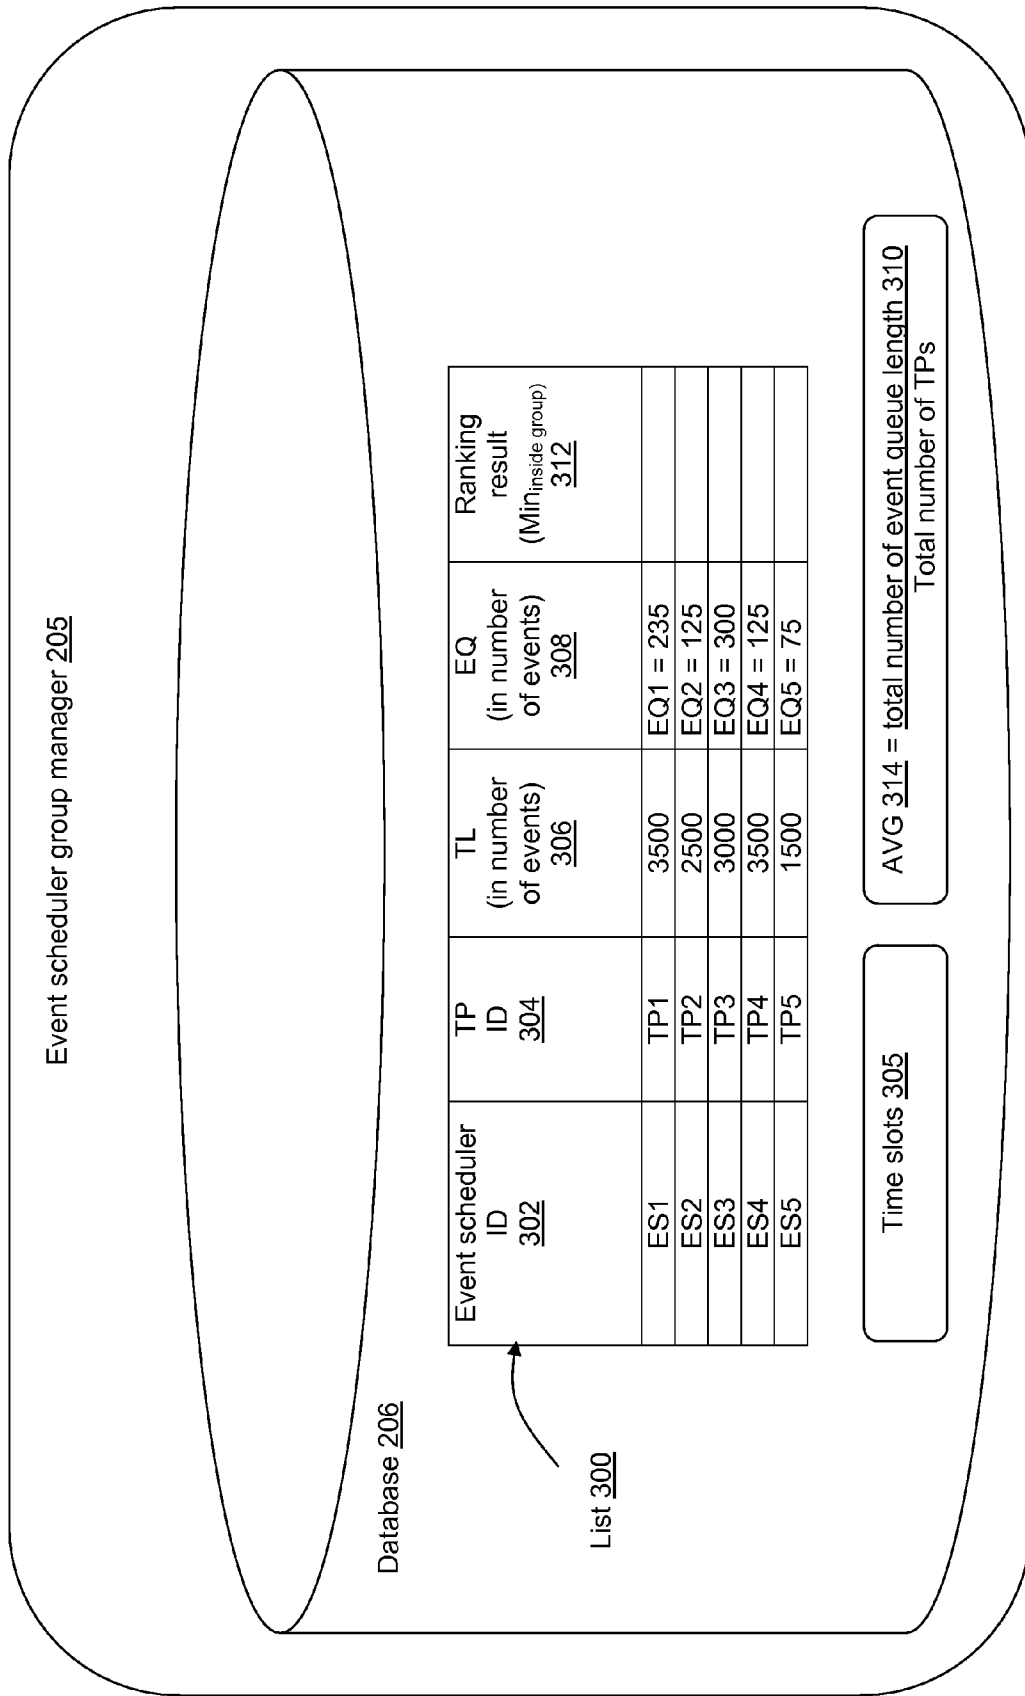 Event scheduler group manager 205
Database 206
List 300
Event scheduler
ID
302
TP
ID
304
TL
(in number
of events)
306
EQ
(in number
of events)
308
Ranking
result
(Min inside group)
312
ES1 TP1 3500 EQ1 = 235
ES2 TP2 2500 EQ2 = 125
ES3 TP3 3000 EQ3 = 300
ES4 TP4 3500 EQ4 = 125
ES5 TP5 1500 EQ5 = 75
Time slots 305
AVG 314 = total number of event queue length 310
Total number of TPs